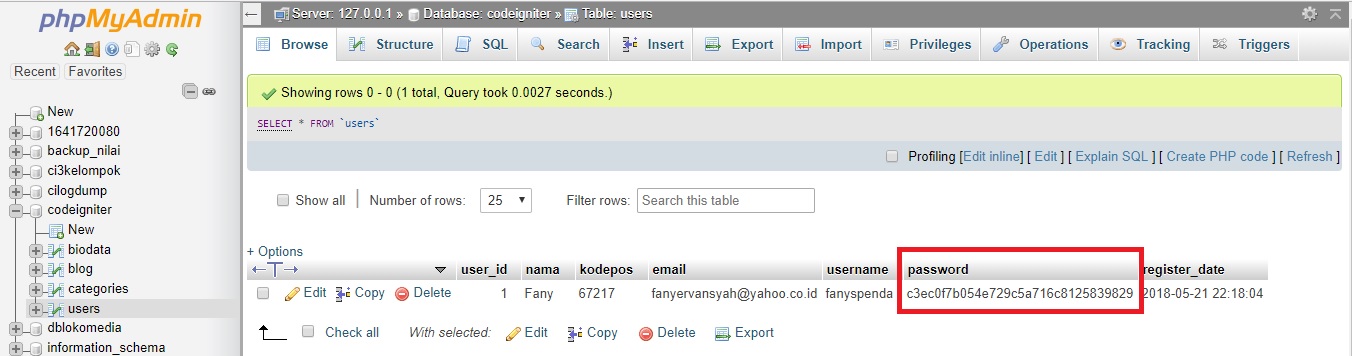 phpMyAdmin
Recent Favorites
New
1641720080
backup_nilai
ci3kelompok
cilogdump
codeigniter
New
biodata
blog
categories
users
dblokomedia
information_schema
Server: 127.0.0.1 » Database: codeigniter » Table: users
Browse Structure SQL Search Insert Export Import Privileges Operations Tracking Triggers
Showing rows 0 - 0 (1 total, Query took 0.0027 seconds.)
SELECT * FROM `users`
Profiling [Edit inline] [ Edit ] [ Explain SQL ] [ Create PHP code ] [ Refresh ]
Show all | Number of rows: 25 Filter rows: Search this table
+ Options
user_id nama kodepos email username password register_date
Edit Copy Delete 1 Fany 67217 fanyervansyah@yahoo.co.id fanyspenda c3ec0f7b054e729c5a716c8125839829 2018-05-21 22:18:04
Check all With selected: Edit Copy Delete Export